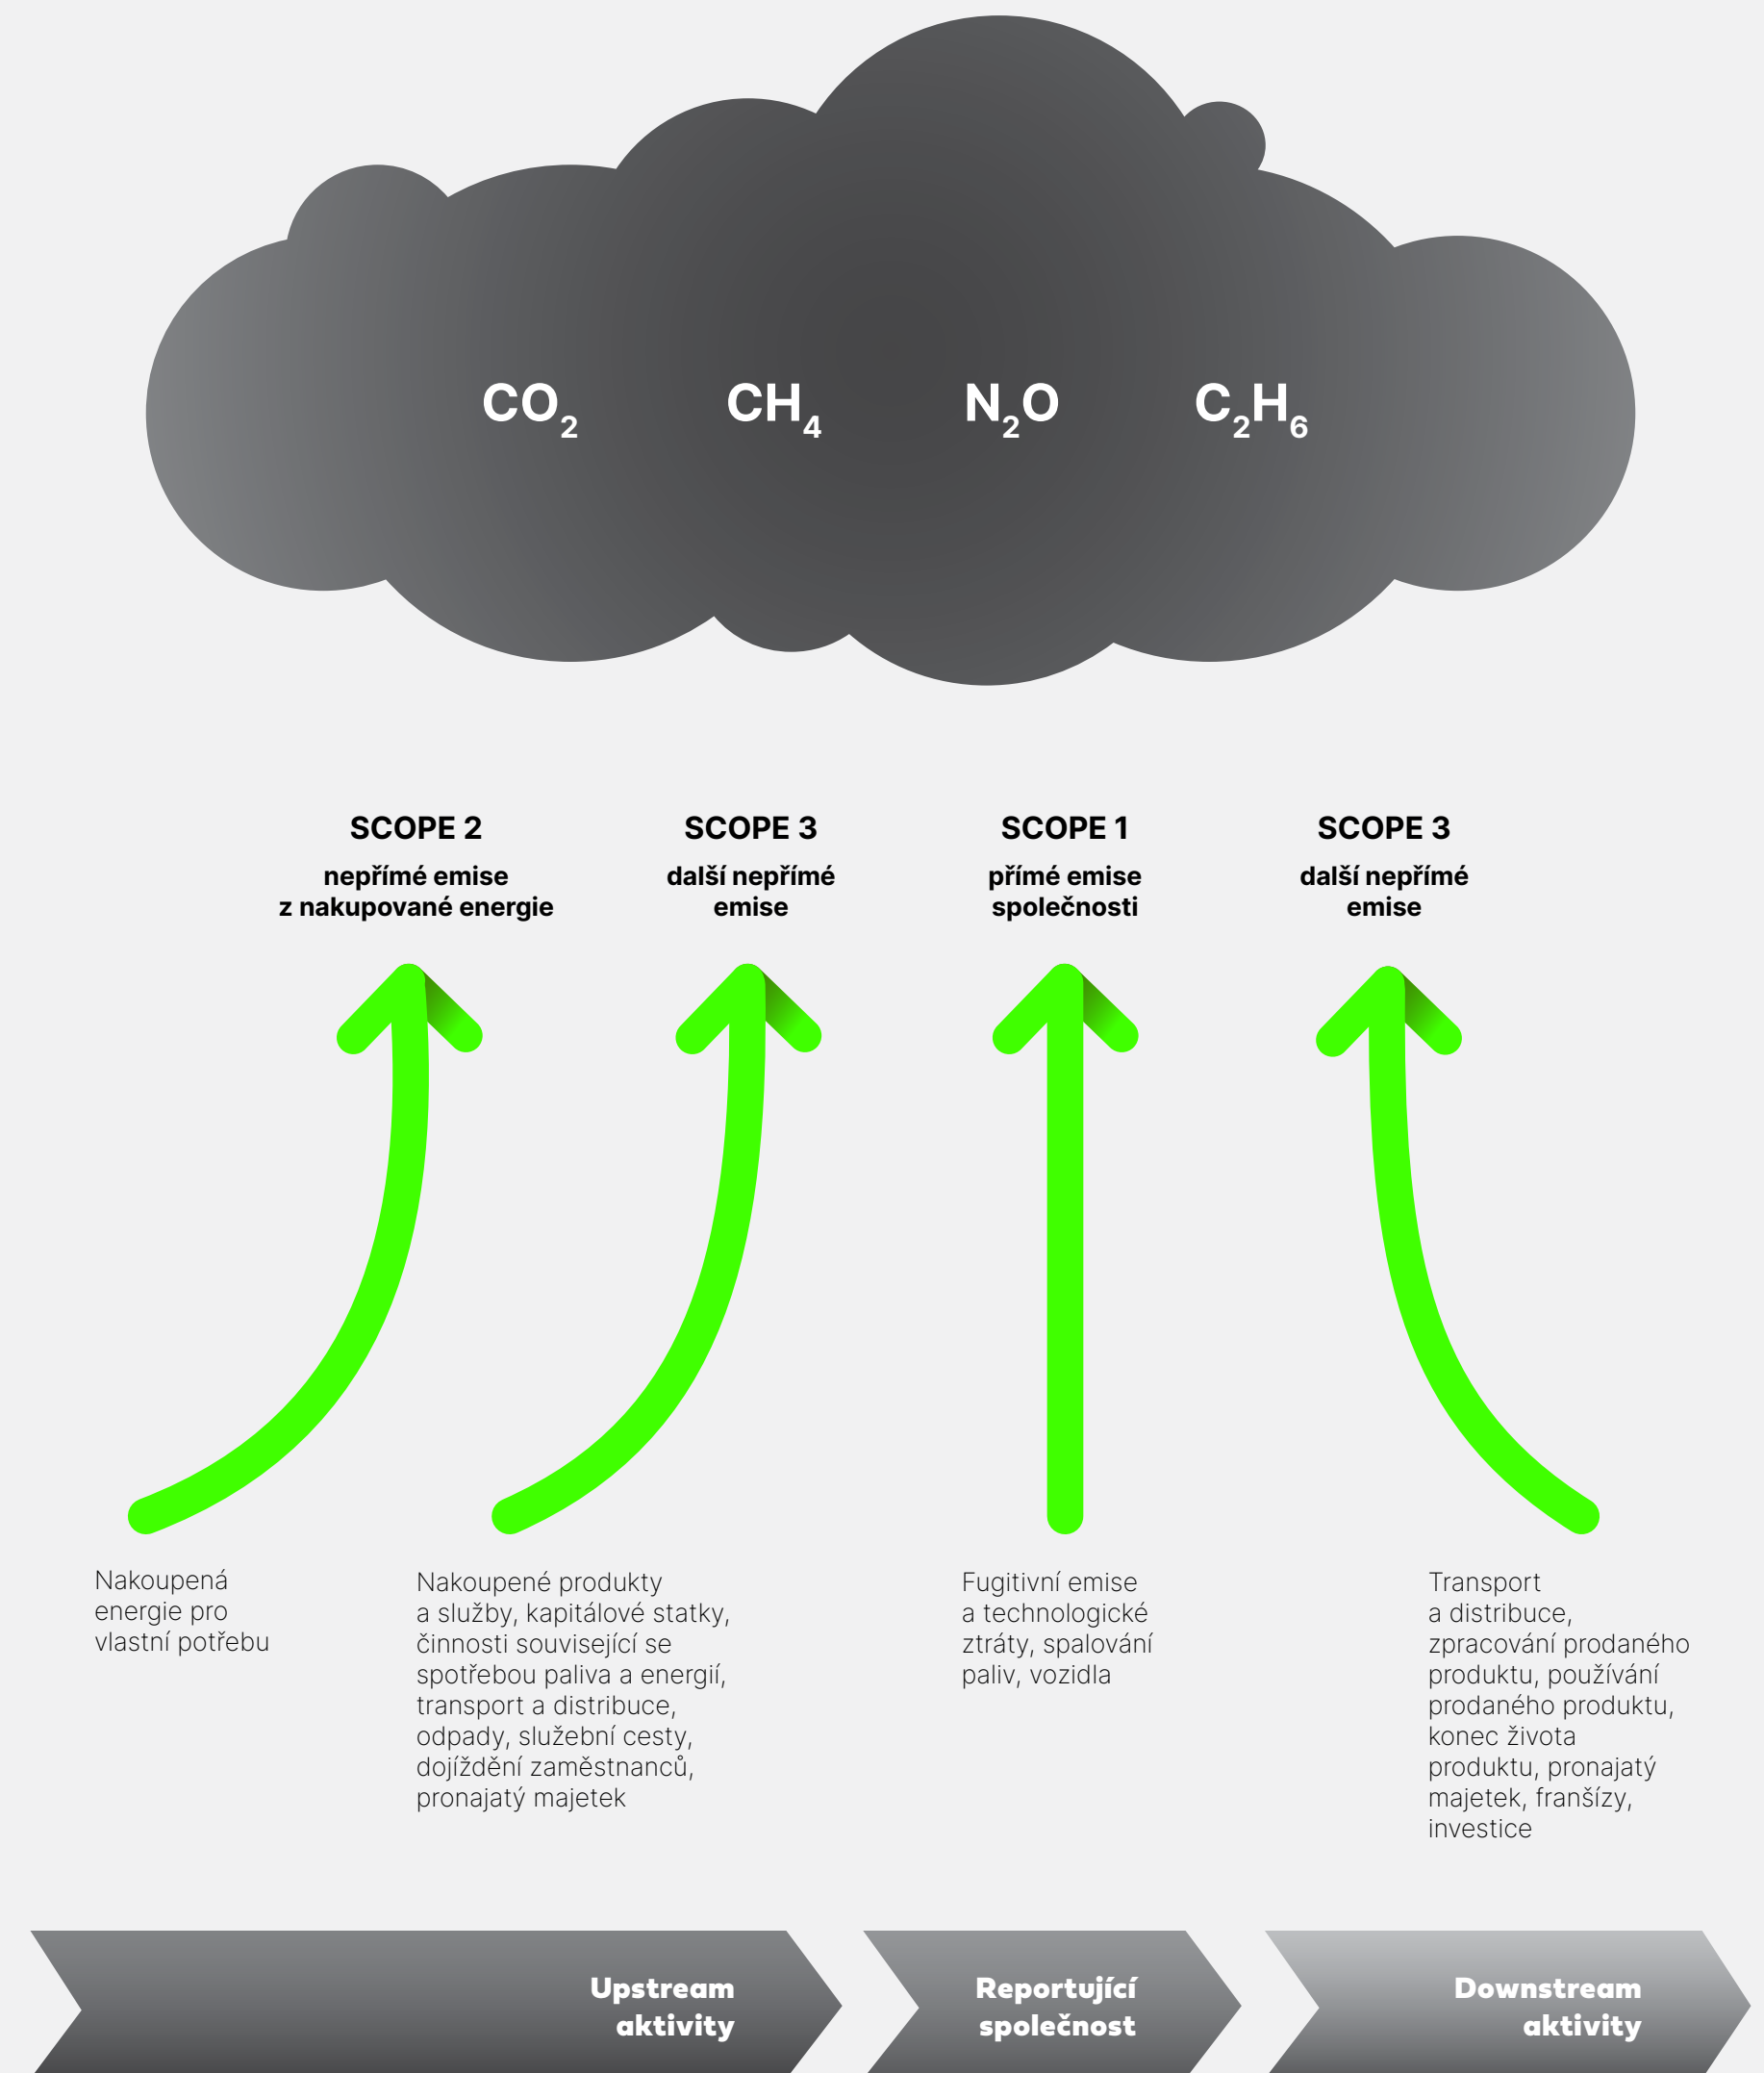 CO₂ CH₄ N₂O C₂H₆
SCOPE 2
nepřímé emise
z nakupované energie
SCOPE 3
další nepřímé
emise
SCOPE 1
přímé emise
společnosti
SCOPE 3
další nepřímé
emise
Nakoupená
energie pro
vlastní potřebu
Nakoupené produkty
a služby, kapitálové statky,
činnosti související se
spotřebou paliva a energií,
transport a distribuce,
odpady, služební cesty,
dojíždění zaměstnanců,
pronajatý majetek
Fugitivní emise
a technologické
ztráty, spalování
paliv, vozidla
Transport
a distribuce,
zpracování prodaného
produktu, používání
prodaného produktu,
konec života
produktu, pronajatý
majetek, franšízy,
investice
Upstream
aktivity
Reportující
společnost
Downstream
aktivity